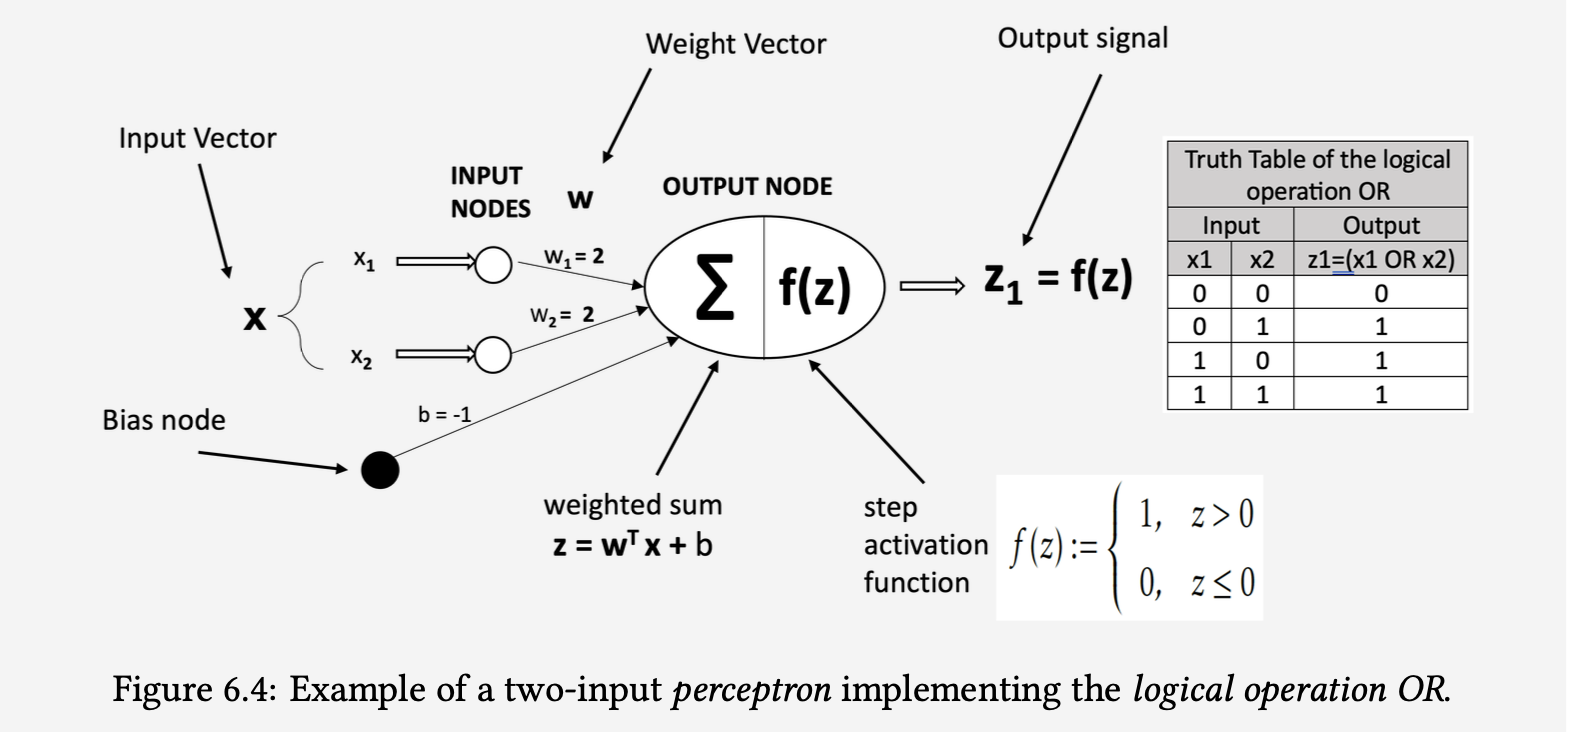 Weight Vector
Output signal
Input Vector
INPUT
NODES
w
OUTPUT NODE
x₁
w₁ = 2
x
∑
f(z)
z₁ = f(z)
w₂ = 2
x₂
b = -1
Bias node
weighted sum
z = wᵀ x + b
step
activation
function
f(z) := { 1, z > 0
0, z ≤ 0
Truth Table of the logical
operation OR
Input Output
x1 x2 z1=(x1 OR x2)
0 0 0
0 1 1
1 0 1
1 1 1
Figure 6.4: Example of a two-input perceptron implementing the logical operation OR.